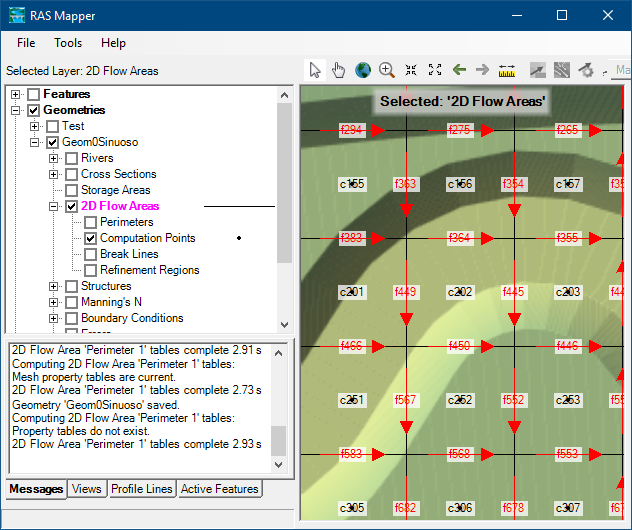 RAS Mapper
File Tools Help
Selected Layer: 2D Flow Areas
Features
Geometries
Test
Geom0Sinuoso
Rivers
Cross Sections
Storage Areas
2D Flow Areas
Perimeters
Computation Points
Break Lines
Refinement Regions
Structures
Manning's N
Boundary Conditions
2D Flow Area 'Perimeter 1' tables complete 2.91 s
Computing 2D Flow Area 'Perimeter 1' tables:
Mesh property tables are current.
2D Flow Area 'Perimeter 1' tables complete 2.73 s
Geometry 'Geom0Sinuoso' saved.
Computing 2D Flow Area 'Perimeter 1' tables:
Property tables do not exist.
2D Flow Area 'Perimeter 1' tables complete 2.93 s
Messages Views Profile Lines Active Features
Ma
Selected: '2D Flow Areas'
f284 f275 f265
c155 f363 c156 f354 c157
f383 f364 f355
c201 f449 c202 f445 c203
f466 f450 f446
c251 f567 c252 f552 c253
f583 f568 f553
c305 f682 c306 f678 c307